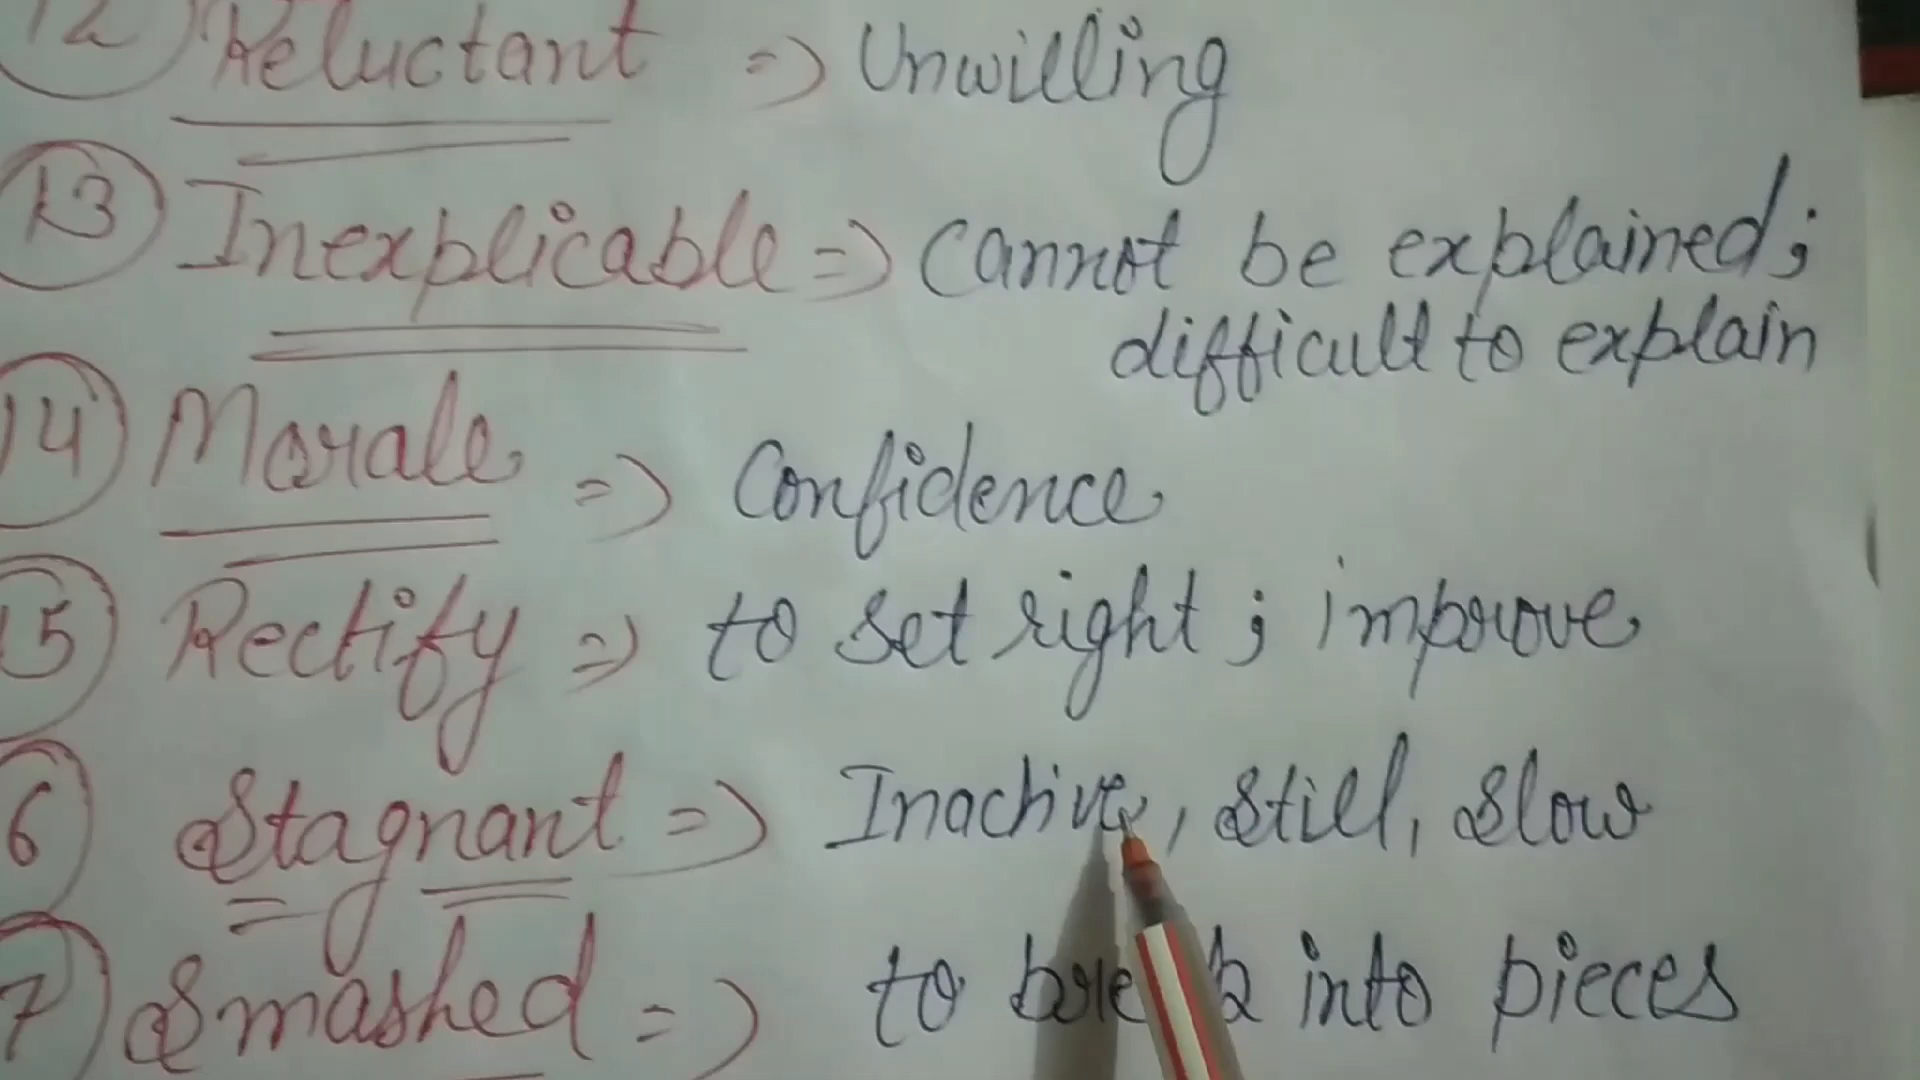 12 Reluctant => Unwilling
13 Inexplicable => Cannot be explained;
difficult to explain
14 Morale => Confidence
15 Rectify => to set right ; improve
6 Stagnant => Inactive, Still, Slow
7 Smashed => to break into pieces